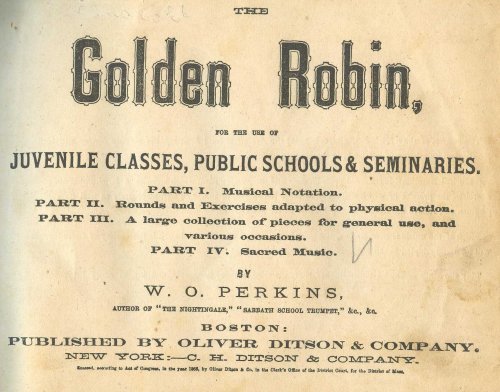 THE
Golden Robin,
FOR THE USE OF
JUVENILE CLASSES, PUBLIC SCHOOLS & SEMINARIES.
PART I. Musical Notation.
PART II. Rounds and Exercises adapted to physical action.
PART III. A large collection of pieces for general use, and
various occasions.
PART IV. Sacred Music.
BY
W. O. PERKINS,
AUTHOR OF "THE NIGHTINGALE," "SABBATH SCHOOL TRUMPET," &c., &c.
BOSTON:
PUBLISHED BY OLIVER DITSON & COMPANY.
NEW YORK:—C. H. DITSON & COMPANY.
Entered, according to Act of Congress, in the year 1868, by Oliver Ditson & Co, in the Clerk's Office of the District Court, for the District of Mass,